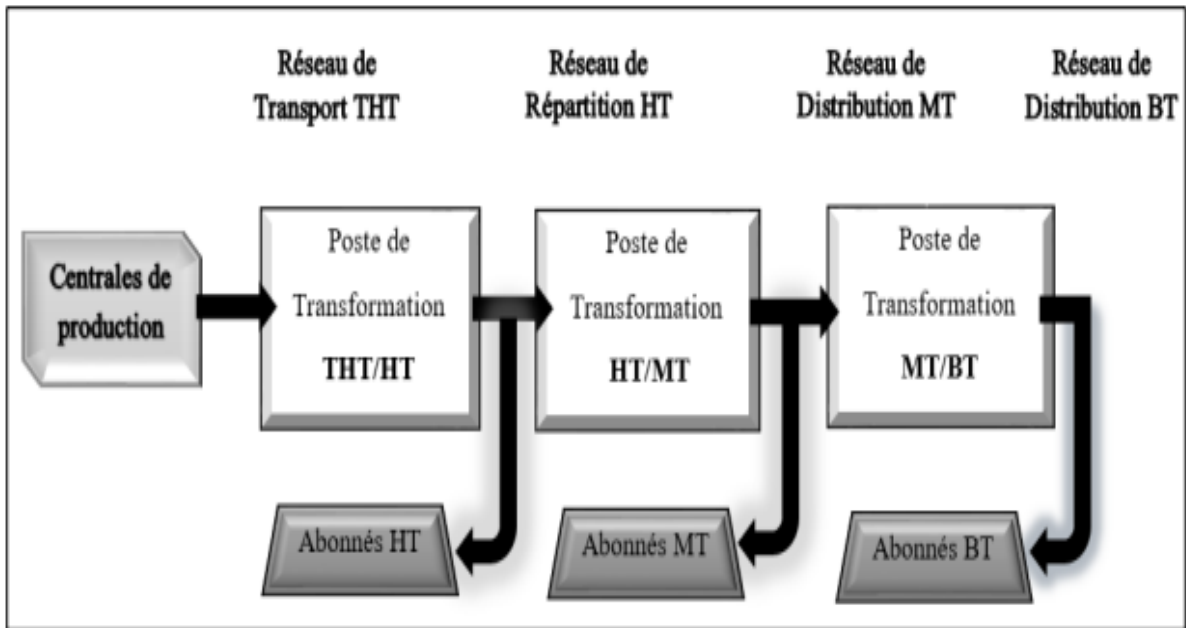 Réseau de
Transport THT
Réseau de
Répartition HT
Réseau de
Distribution MT
Réseau de
Distribution BT
Centrales de
production
Poste de
Transformation
THT/HT
Poste de
Transformation
HT/MT
Poste de
Transformation
MT/BT
Abonnés HT
Abonnés MT
Abonnés BT